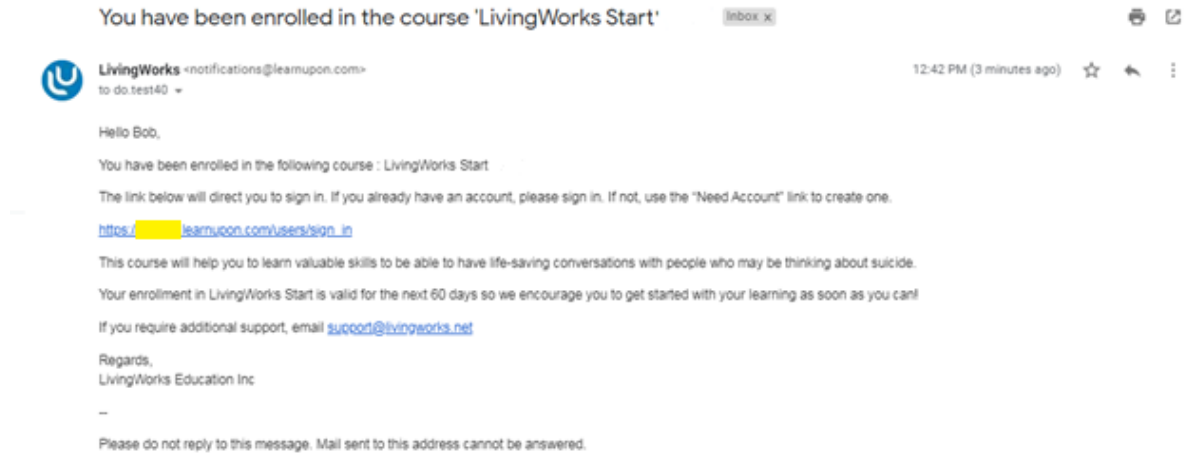 You have been enrolled in the course 'LivingWorks Start'
Inbox x
LivingWorks <notifications@learnupon.com>
12:42 PM (3 minutes ago)
to do.test40
Hello Bob,
You have been enrolled in the following course : LivingWorks Start
The link below will direct you to sign in. If you already have an account, please sign in. If not, use the “Need Account” link to create one.
https:/ learnupon.com/users/sign_in
This course will help you to learn valuable skills to be able to have life-saving conversations with people who may be thinking about suicide.
Your enrollment in LivingWorks Start is valid for the next 60 days so we encourage you to get started with your learning as soon as you can!
If you require additional support, email support@livingworks.net
Regards,
LivingWorks Education Inc
--
Please do not reply to this message. Mail sent to this address cannot be answered.